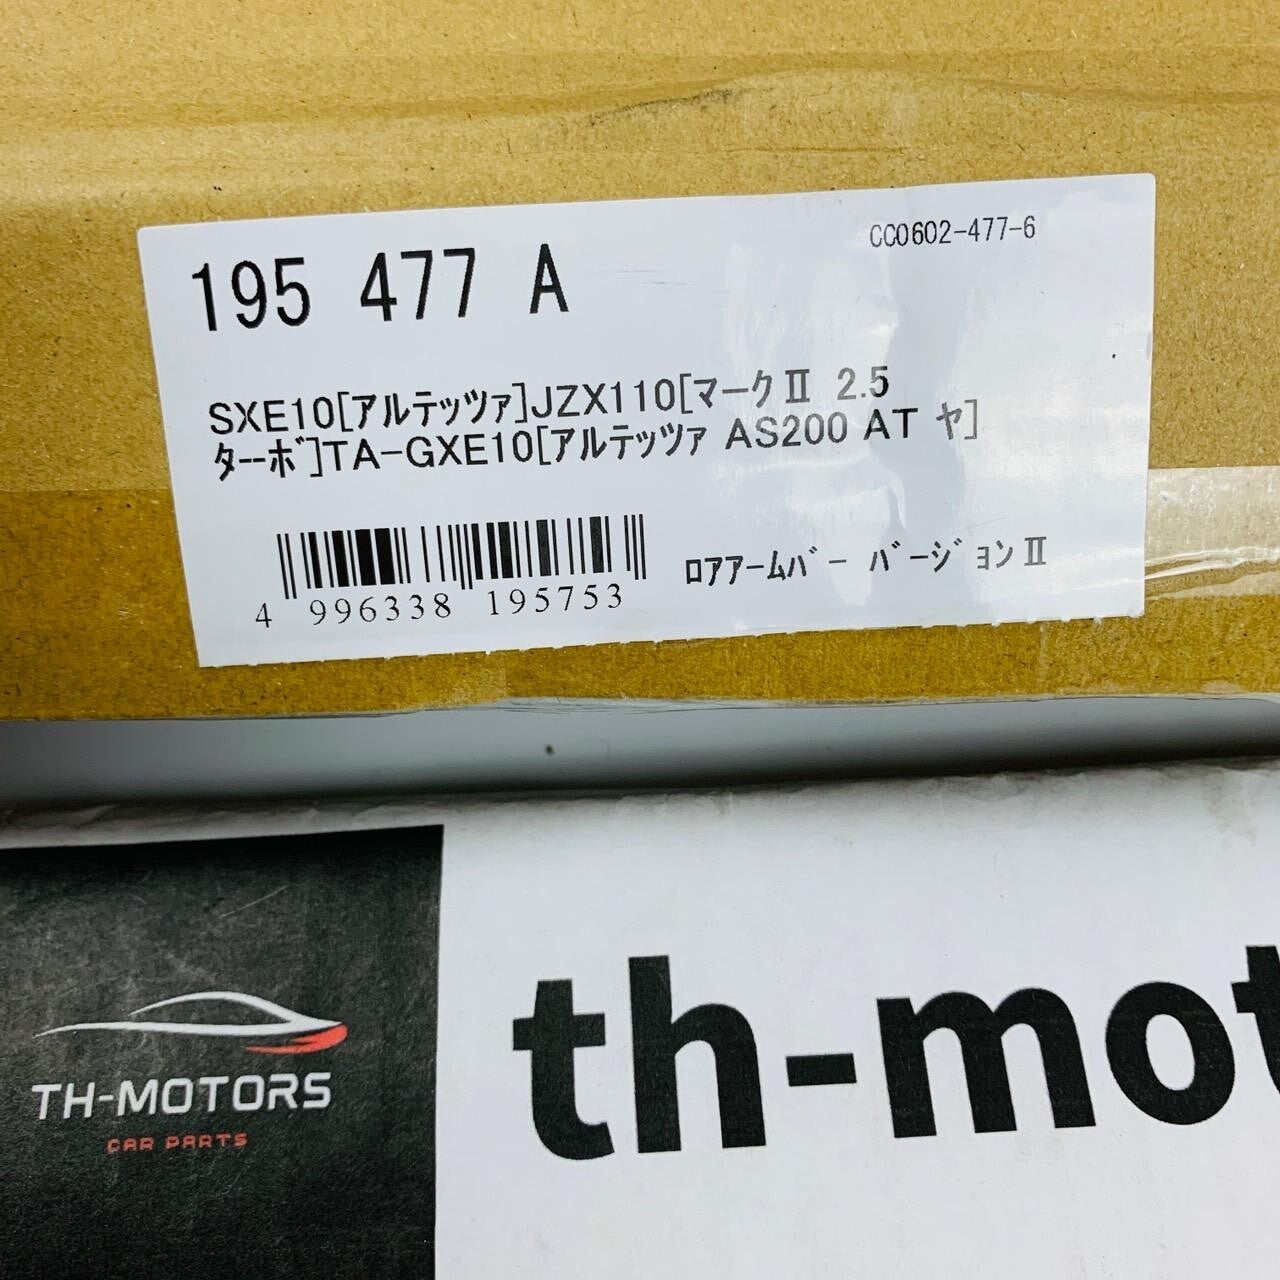 CC0602-477-6
195 477 A
SXE10[アルテッツァ]JZX110[マークⅡ 2.5
ターボ]TA-GXE10[アルテッツァ AS200 AT ヤ]
4 996338 195753
ロアアームバー バージョンⅡ
TH-MOTORS
CAR PARTS
th-mot